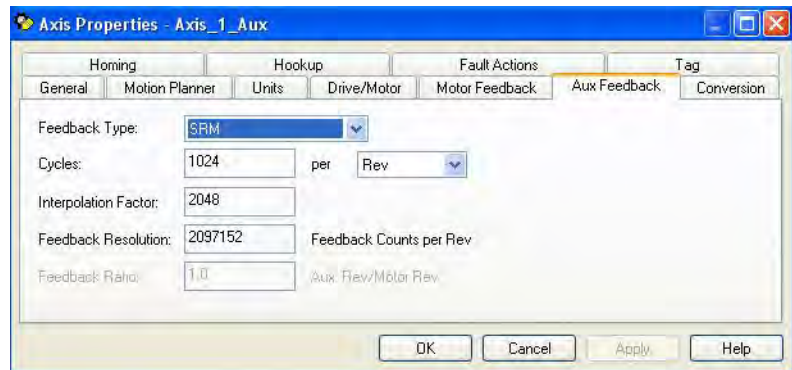 Axis Properties - Axis_1_Aux
Homing Hookup Fault Actions Tag
General Motion Planner Units Drive/Motor Motor Feedback Aux Feedback Conversion
Feedback Type: SRM
Cycles: 1024 per Rev
Interpolation Factor: 2048
Feedback Resolution: 2097152 Feedback Counts per Rev
Feedback Ratio: 1.0 Aux. Rev/Motor Rev
OK Cancel Apply Help